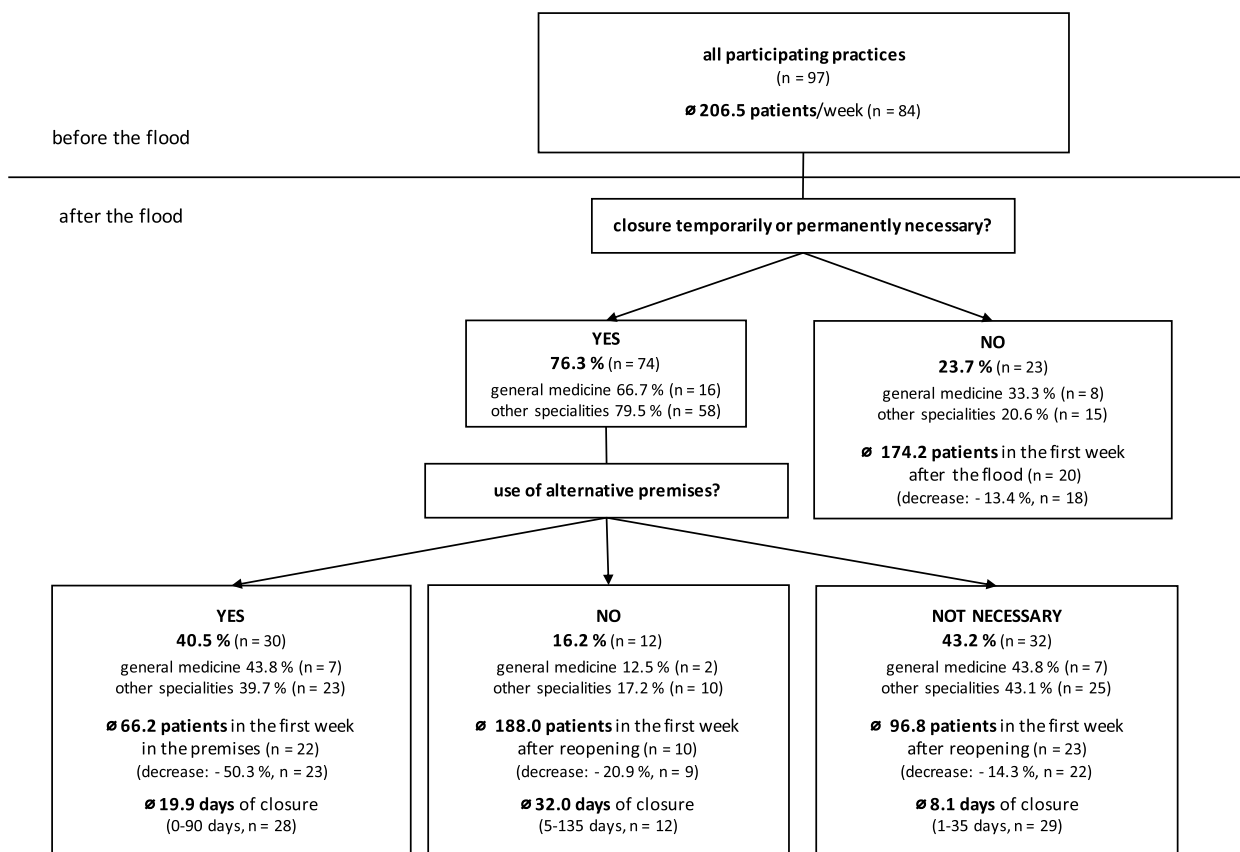 all participating practices
(n = 97)
ø 206.5 patients/week (n = 84)
before the flood
after the flood
closure temporarily or permanently necessary?
YES
76.3 % (n = 74)
general medicine 66.7 % (n = 16)
other specialities 79.5 % (n = 58)
NO
23.7 % (n = 23)
general medicine 33.3 % (n = 8)
other specialities 20.6 % (n = 15)
ø 174.2 patients in the first week
after the flood (n = 20)
(decrease: - 13.4 %, n = 18)
use of alternative premises?
YES
40.5 % (n = 30)
general medicine 43.8 % (n = 7)
other specialities 39.7 % (n = 23)
ø 66.2 patients in the first week
in the premises (n = 22)
(decrease: - 50.3 %, n = 23)
ø 19.9 days of closure
(0-90 days, n = 28)
NO
16.2 % (n = 12)
general medicine 12.5 % (n = 2)
other specialities 17.2 % (n = 10)
ø 188.0 patients in the first week
after reopening (n = 10)
(decrease: - 20.9 %, n = 9)
ø 32.0 days of closure
(5-135 days, n = 12)
NOT NECESSARY
43.2 % (n = 32)
general medicine 43.8 % (n = 7)
other specialities 43.1 % (n = 25)
ø 96.8 patients in the first week
after reopening (n = 23)
(decrease: - 14.3 %, n = 22)
ø 8.1 days of closure
(1-35 days, n = 29)